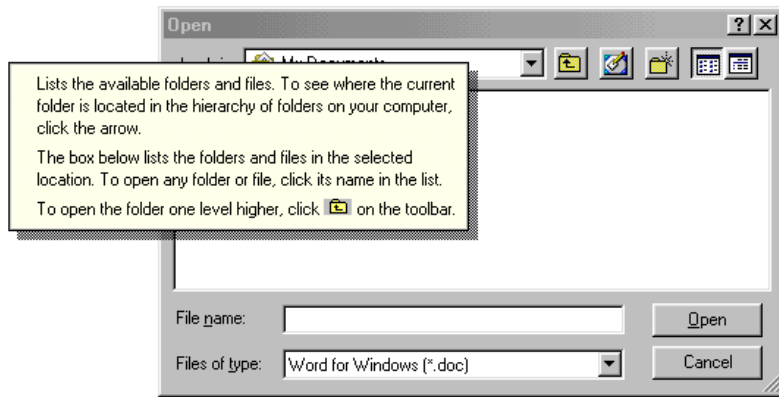 Open
My Documents
Lists the available folders and files. To see where the current
folder is located in the hierarchy of folders on your computer,
click the arrow.
The box below lists the folders and files in the selected
location. To open any folder or file, click its name in the list.
To open the folder one level higher, click on the toolbar.
File name:
Open
Files of type:
Word for Windows (*.doc)
Cancel